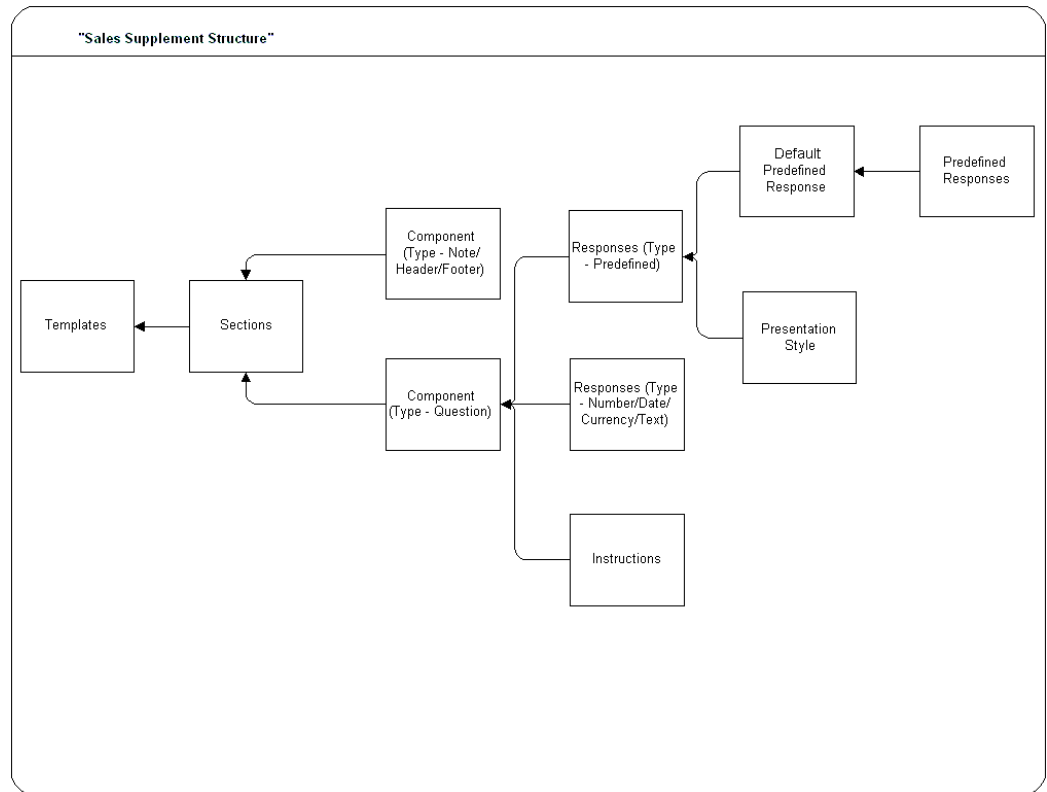 "Sales Supplement Structure"
Default
Predefined
Response
Predefined
Responses
Component
(Type - Note/
Header/Footer)
Responses (Type
- Predefined)
Templates
Sections
Presentation
Style
Component
(Type - Question)
Responses (Type
- Number/Date/
Currency/Text)
Instructions